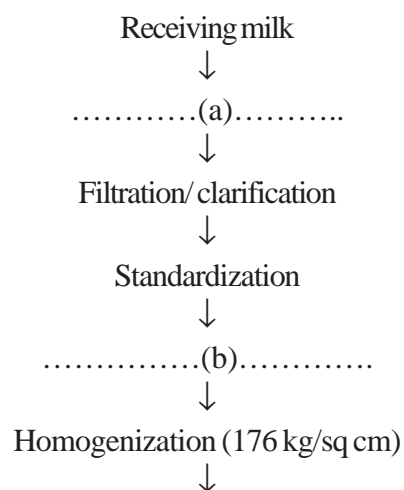 Receiving milk
↓
…………(a)………..
↓
Filtration/ clarification
↓
Standardization
↓
……………(b)………….
↓
Homogenization (176 kg/sq cm)
↓